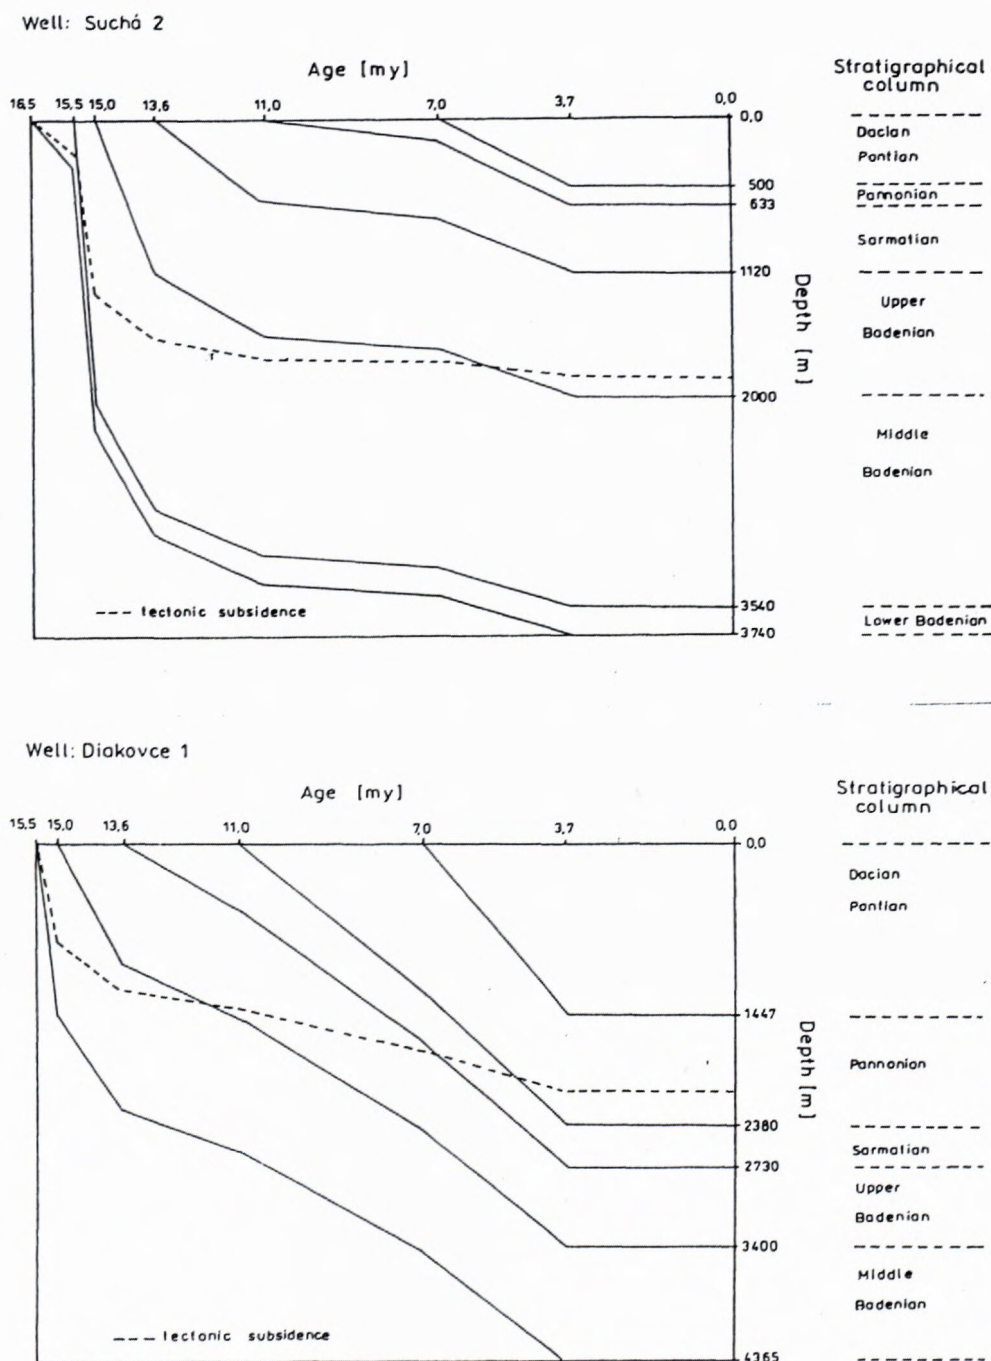 Well: Suchá 2
Age [my]
Stratigraphical
column
16,5 15,5 15,0 13,6 11,0 7,0 3,7 0,0
0,0
Dacian
Pontian
500
Pannonian
633
Sarmatian
1120
Depth [m]
Upper
Badenian
2000
Middle
Badenian
--- tectonic subsidence
3540
Lower Badenian
3740
Well: Diakovce 1
Age [my]
Stratigraphical
column
15,5 15,0 13,6 11,0 7,0 3,7 0,0
0,0
Dacian
Pontian
1447
Depth [m]
Pannonian
2380
Sarmatian
2730
Upper
Badenian
3400
Middle
Badenian
--- tectonic subsidence
4365